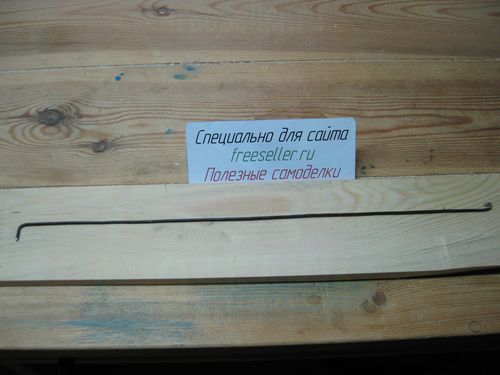 Специально для сайта
freeseller.ru
Полезные самоделки